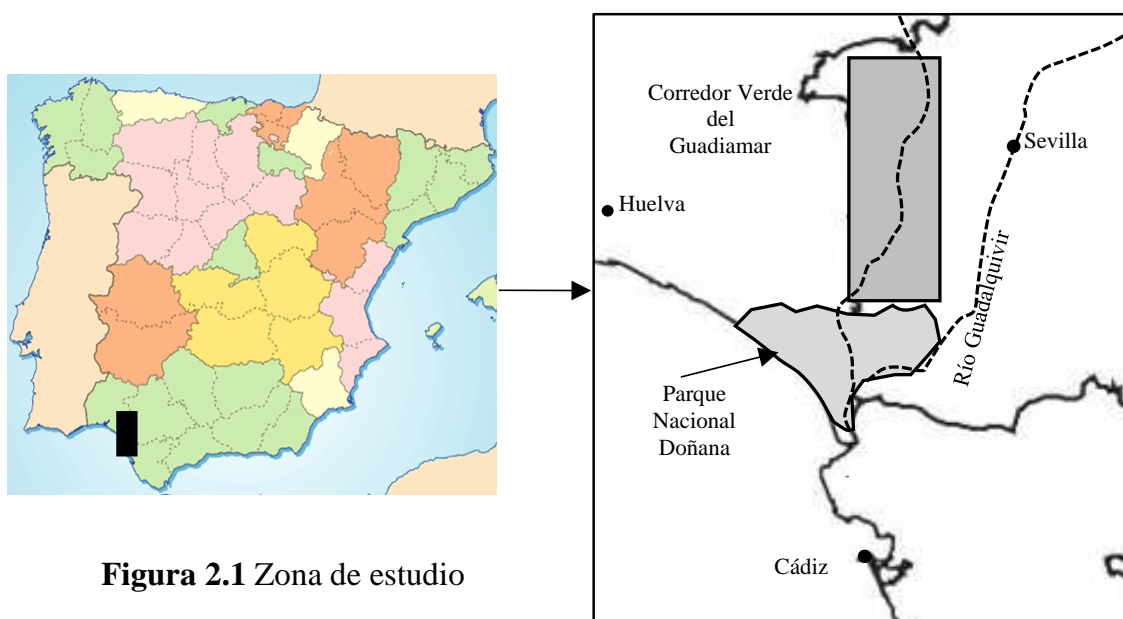 Corredor Verde
del
Guadiamar
Sevilla
Huelva
Río Guadalquivir
Parque
Nacional
Doñana
Cádiz
Figura 2.1 Zona de estudio